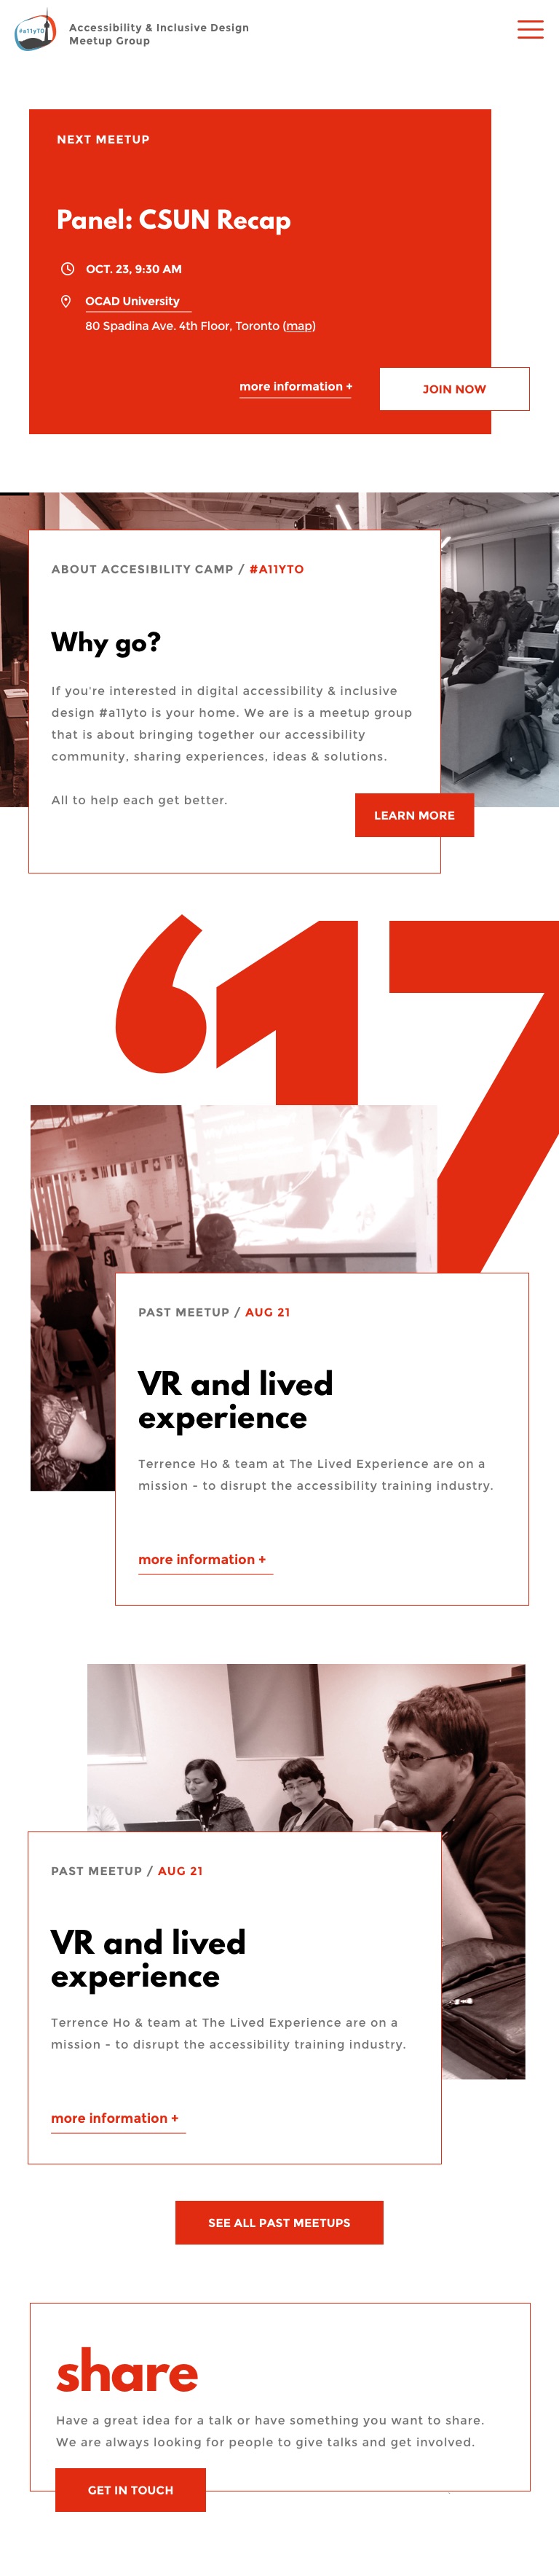 #a11yTO
Accessibility & Inclusive Design
Meetup Group
NEXT MEETUP
Panel: CSUN Recap
OCT. 23, 9:30 AM
OCAD University
80 Spadina Ave. 4th Floor, Toronto (map)
more information +
JOIN NOW
ABOUT ACCESIBILITY CAMP / #A11YTO
Why go?
If you're interested in digital accessibility & inclusive
design #a11yto is your home. We are is a meetup group
that is about bringing together our accessibility
community, sharing experiences, ideas & solutions.
All to help each get better.
LEARN MORE
‘17
PAST MEETUP / AUG 21
VR and lived
experience
Terrence Ho & team at The Lived Experience are on a
mission - to disrupt the accessibility training industry.
more information +
PAST MEETUP / AUG 21
VR and lived
experience
Terrence Ho & team at The Lived Experience are on a
mission - to disrupt the accessibility training industry.
more information +
SEE ALL PAST MEETUPS
share
Have a great idea for a talk or have something you want to share.
We are always looking for people to give talks and get involved.
GET IN TOUCH